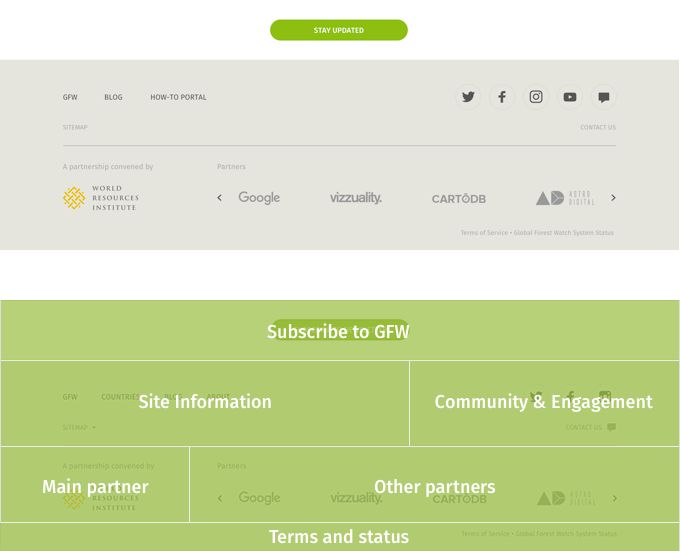 STAY UPDATED
GFW BLOG HOW-TO PORTAL
SITEMAP CONTACT US
A partnership convened by Partners
WORLD
RESOURCES
INSTITUTE
Google vizzuality. CARTODB ASTRO
DIGITAL
Terms of Service • Global Forest Watch System Status
Subscribe to GFW
GFW COUNTRIES BLOG ABOUT
Site Information Community & Engagement
SITEMAP CONTACT US
A partnership convened by Partners
Main partner Other partners
RESOURCES
INSTITUTE
Google vizzuality. CARTODB
DIGITAL
Terms of Service • Global Forest Watch System Status
Terms and status